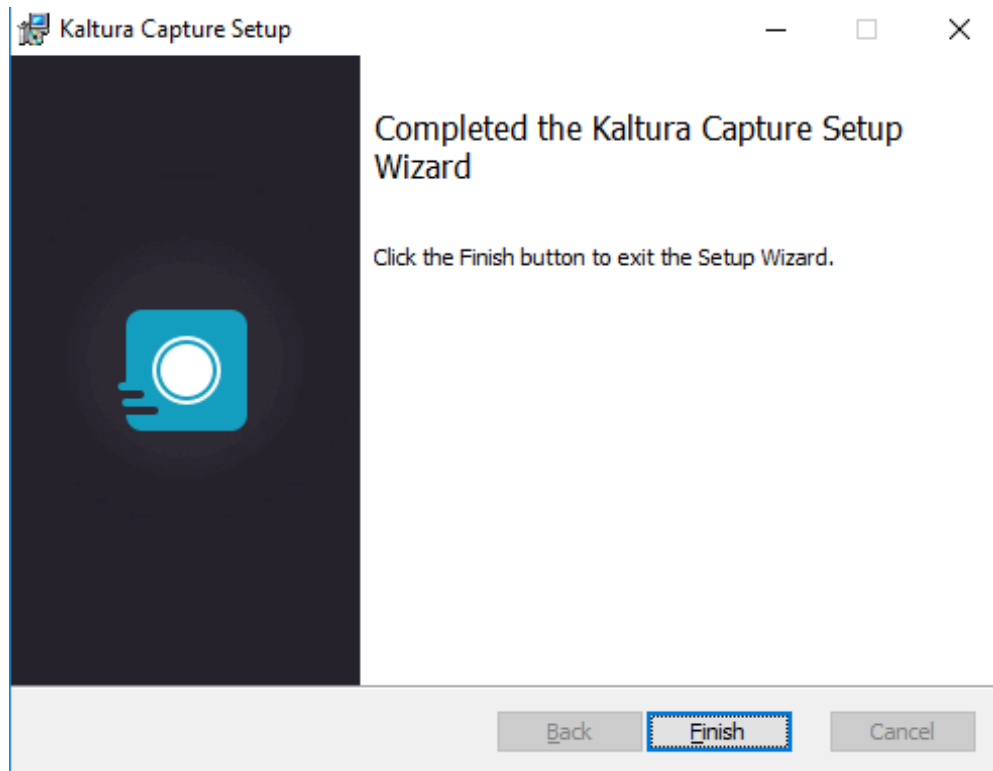 Kaltura Capture Setup
Completed the Kaltura Capture Setup
Wizard
Click the Finish button to exit the Setup Wizard.
Back Finish Cancel